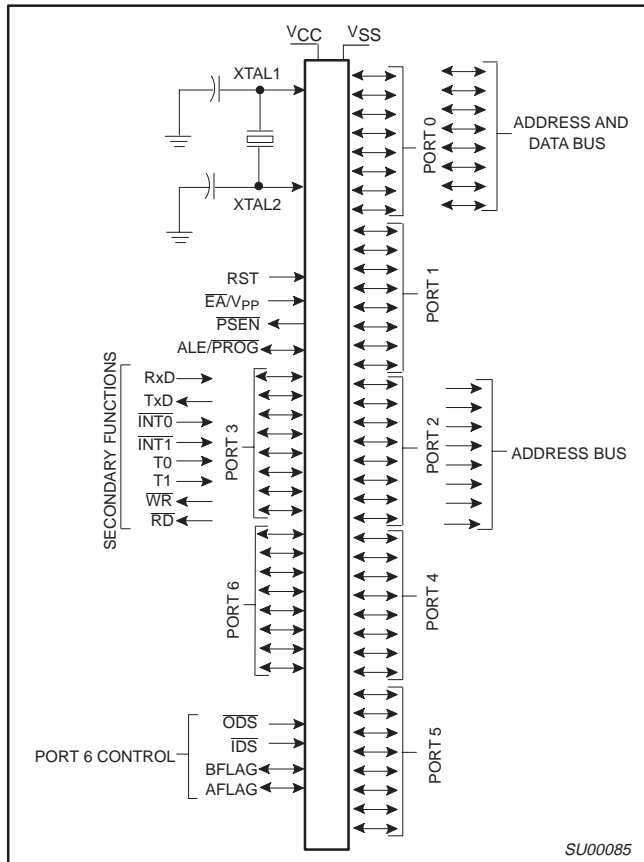 VCC VSS
XTAL1
XTAL2
PORT 0
ADDRESS AND
DATA BUS
PORT 1
RST
EA/VPP
PSEN
ALE/PROG
SECONDARY FUNCTIONS
RxD
TxD
INT0
INT1
T0
T1
WR
RD
PORT 3
PORT 2
ADDRESS BUS
PORT 6
PORT 4
PORT 6 CONTROL
ODS
IDS
BFLAG
AFLAG
PORT 5
SU00085